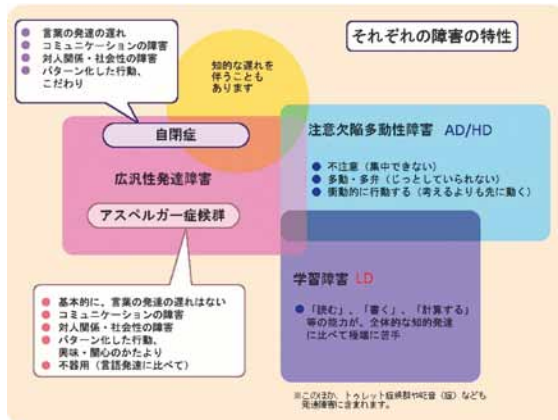 それぞれの障害の特性
● 言葉の発達の遅れ
● コミュニケーションの障害
● 対人関係・社会性の障害
● パターン化した行動、
こだわり
知的な遅れを
伴うことも
あります
自閉症
広汎性発達障害
アスペルガー症候群
注意欠陥多動性障害 AD/HD
● 不注意（集中できない）
● 多動・多弁（じっとしていられない）
● 衝動的に行動する（考えるよりも先に動く）
学習障害 LD
● 「読む」、「書く」、「計算する」
等の能力が、全体的な知的発達
に比べて極端に苦手
● 基本的に、言葉の発達の遅れはない
● コミュニケーションの障害
● 対人関係・社会性の障害
● パターン化した行動、
興味・関心のかたより
● 不器用（言語発達に比べて）
※このほか、トゥレット症候群や吃音（症）なども
発達障害に含まれます。